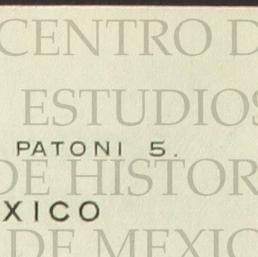 CENTRO D
ESTUDIOS
PATONI 5.
DE HISTOR
XICO
DE MEXIC